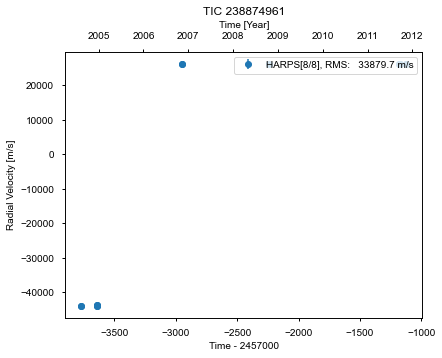 TIC 238874961
Time [Year]
2005 2006 2007 2008 2009 2010 2011 2012
HARPS[8/8], RMS: 33879.7 m/s
20000
10000
0
−10000
−20000
−30000
−40000
Radial Velocity [m/s]
−3500 −3000 −2500 −2000 −1500 −1000
Time - 2457000